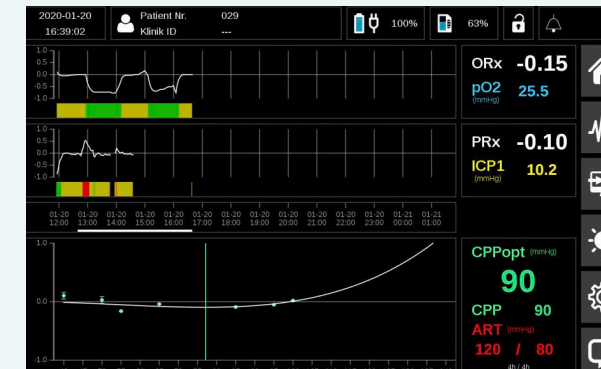 2020-01-20 Patient Nr. 029 100% 63%
16:39:02 Klinik ID ---
1.0
0.5
0.0
-0.5
-1.0
ORx -0.15
pO2 25.5
(mmHg)
1.0
0.5
0.0
-0.5
-1.0
PRx -0.10
ICP1 10.2
(mmHg)
01-20 01-20 01-20 01-20 01-20 01-20 01-20 01-20 01-20 01-20 01-20 01-20 01-21 01-21
12:00 13:00 14:00 15:00 16:00 17:00 18:00 19:00 20:00 21:00 22:00 23:00 00:00 01:00
1.0
0.0
-1.0
CPPopt (mmHg)
90
CPP 90
ART (mmHg)
120 / 80
4h / 4h